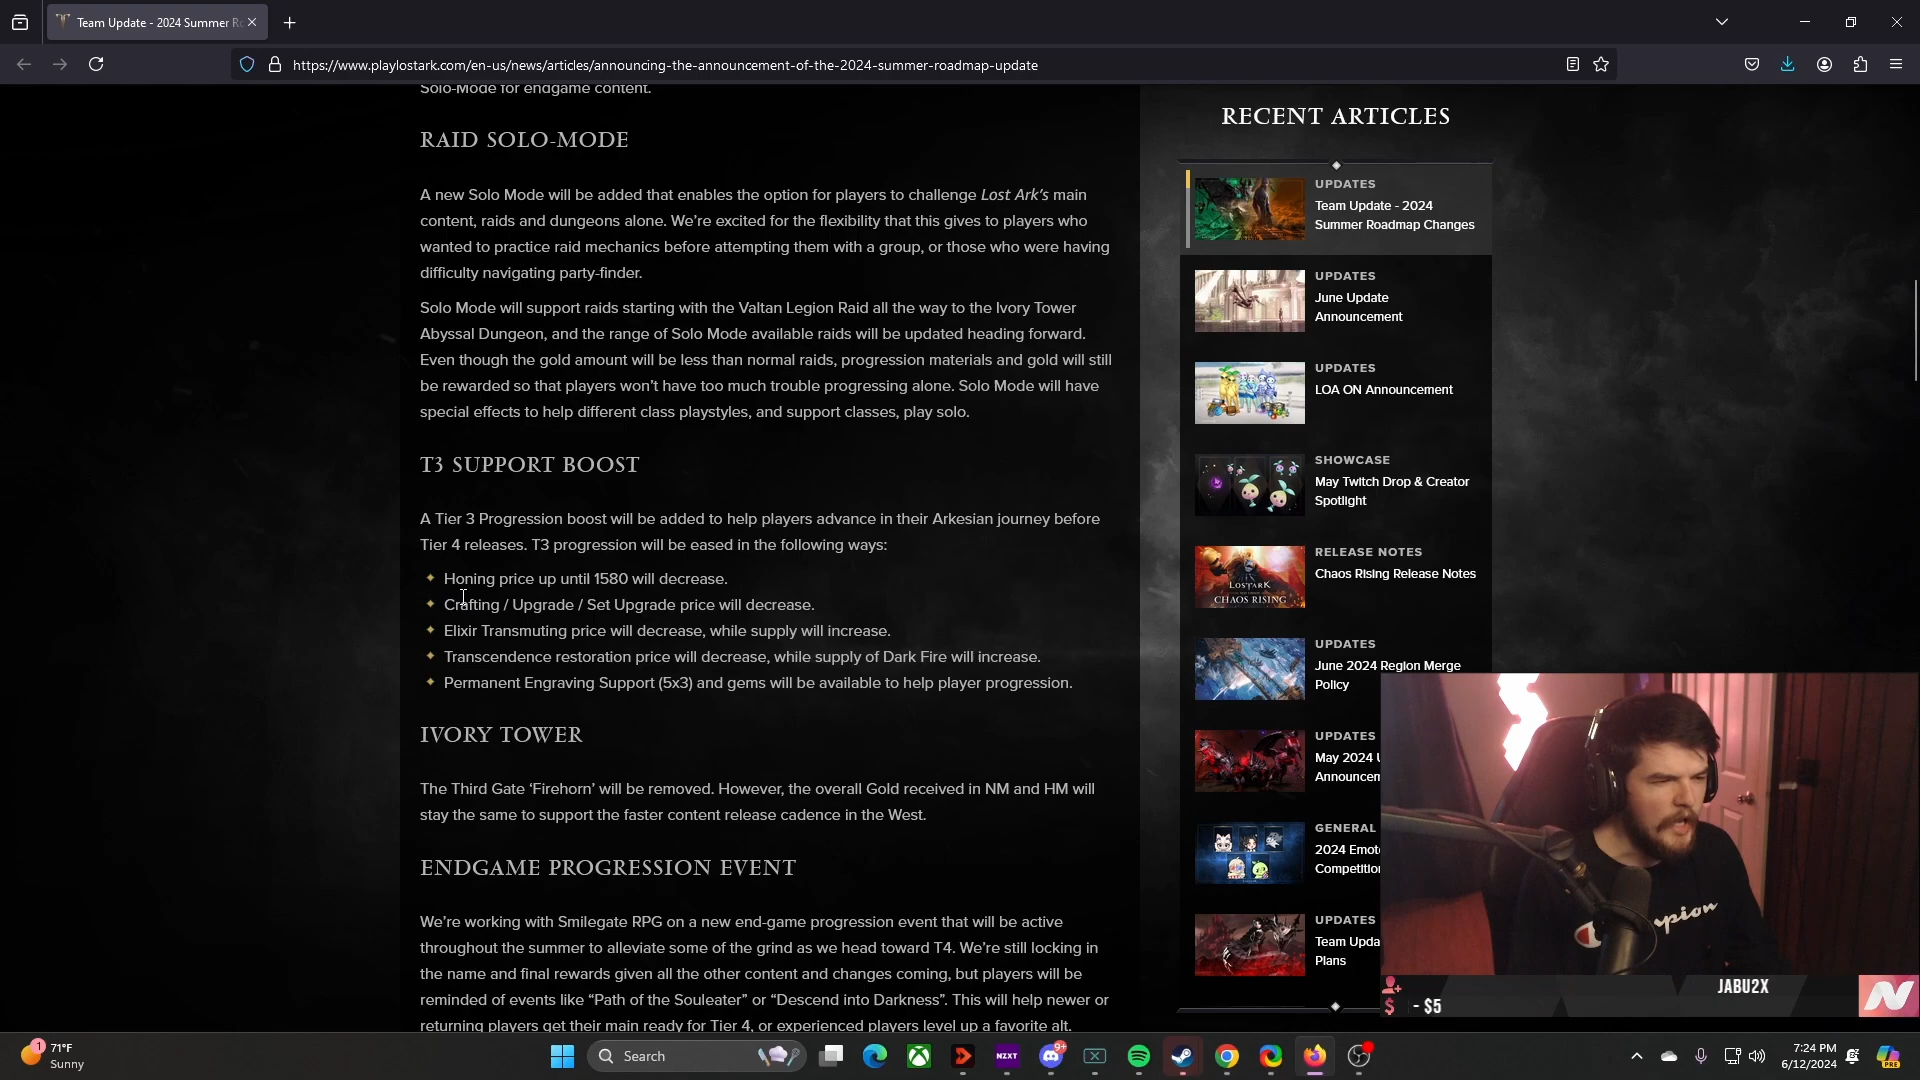 Team Update - 2024 Summer Ro
https://www.playlostark.com/en-us/news/articles/announcing-the-announcement-of-the-2024-summer-roadmap-update
Solo-Mode for endgame content.
RAID SOLO-MODE
A new Solo Mode will be added that enables the option for players to challenge Lost Ark's main
content, raids and dungeons alone. We're excited for the flexibility that this gives to players who
wanted to practice raid mechanics before attempting them with a group, or those who were having
difficulty navigating party-finder.
Solo Mode will support raids starting with the Valtan Legion Raid all the way to the Ivory Tower
Abyssal Dungeon, and the range of Solo Mode available raids will be updated heading forward.
Even though the gold amount will be less than normal raids, progression materials and gold will still
be rewarded so that players won't have too much trouble progressing alone. Solo Mode will have
special effects to help different class playstyles, and support classes, play solo.
T3 SUPPORT BOOST
A Tier 3 Progression boost will be added to help players advance in their Arkesian journey before
Tier 4 releases. T3 progression will be eased in the following ways:
Honing price up until 1580 will decrease.
Crafting / Upgrade / Set Upgrade price will decrease.
Elixir Transmuting price will decrease, while supply will increase.
Transcendence restoration price will decrease, while supply of Dark Fire will increase.
Permanent Engraving Support (5x3) and gems will be available to help player progression.
IVORY TOWER
The Third Gate ‘Firehorn’ will be removed. However, the overall Gold received in NM and HM will
stay the same to support the faster content release cadence in the West.
ENDGAME PROGRESSION EVENT
We're working with Smilegate RPG on a new end-game progression event that will be active
throughout the summer to alleviate some of the grind as we head toward T4. We're still locking in
the name and final rewards given all the other content and changes coming, but players will be
reminded of events like “Path of the Souleater” or “Descend into Darkness”. This will help newer or
returning players get their main ready for Tier 4, or experienced players level up a favorite alt.
RECENT ARTICLES
UPDATES
Team Update - 2024
Summer Roadmap Changes
UPDATES
June Update
Announcement
UPDATES
LOA ON Announcement
SHOWCASE
May Twitch Drop & Creator
Spotlight
RELEASE NOTES
Chaos Rising Release Notes
LOST ARK
CHAOS RISING
UPDATES
June 2024 Region Merge
Policy
UPDATES
May 2024 U
Announcem
GENERAL
2024 Emot
Competition
UPDATES
Team Upda
Plans
Champion
JABU2X
$ - $5
N
1
71°F
Sunny
Search
NZXT
9+
PRE
7:24 PM
6/12/2024